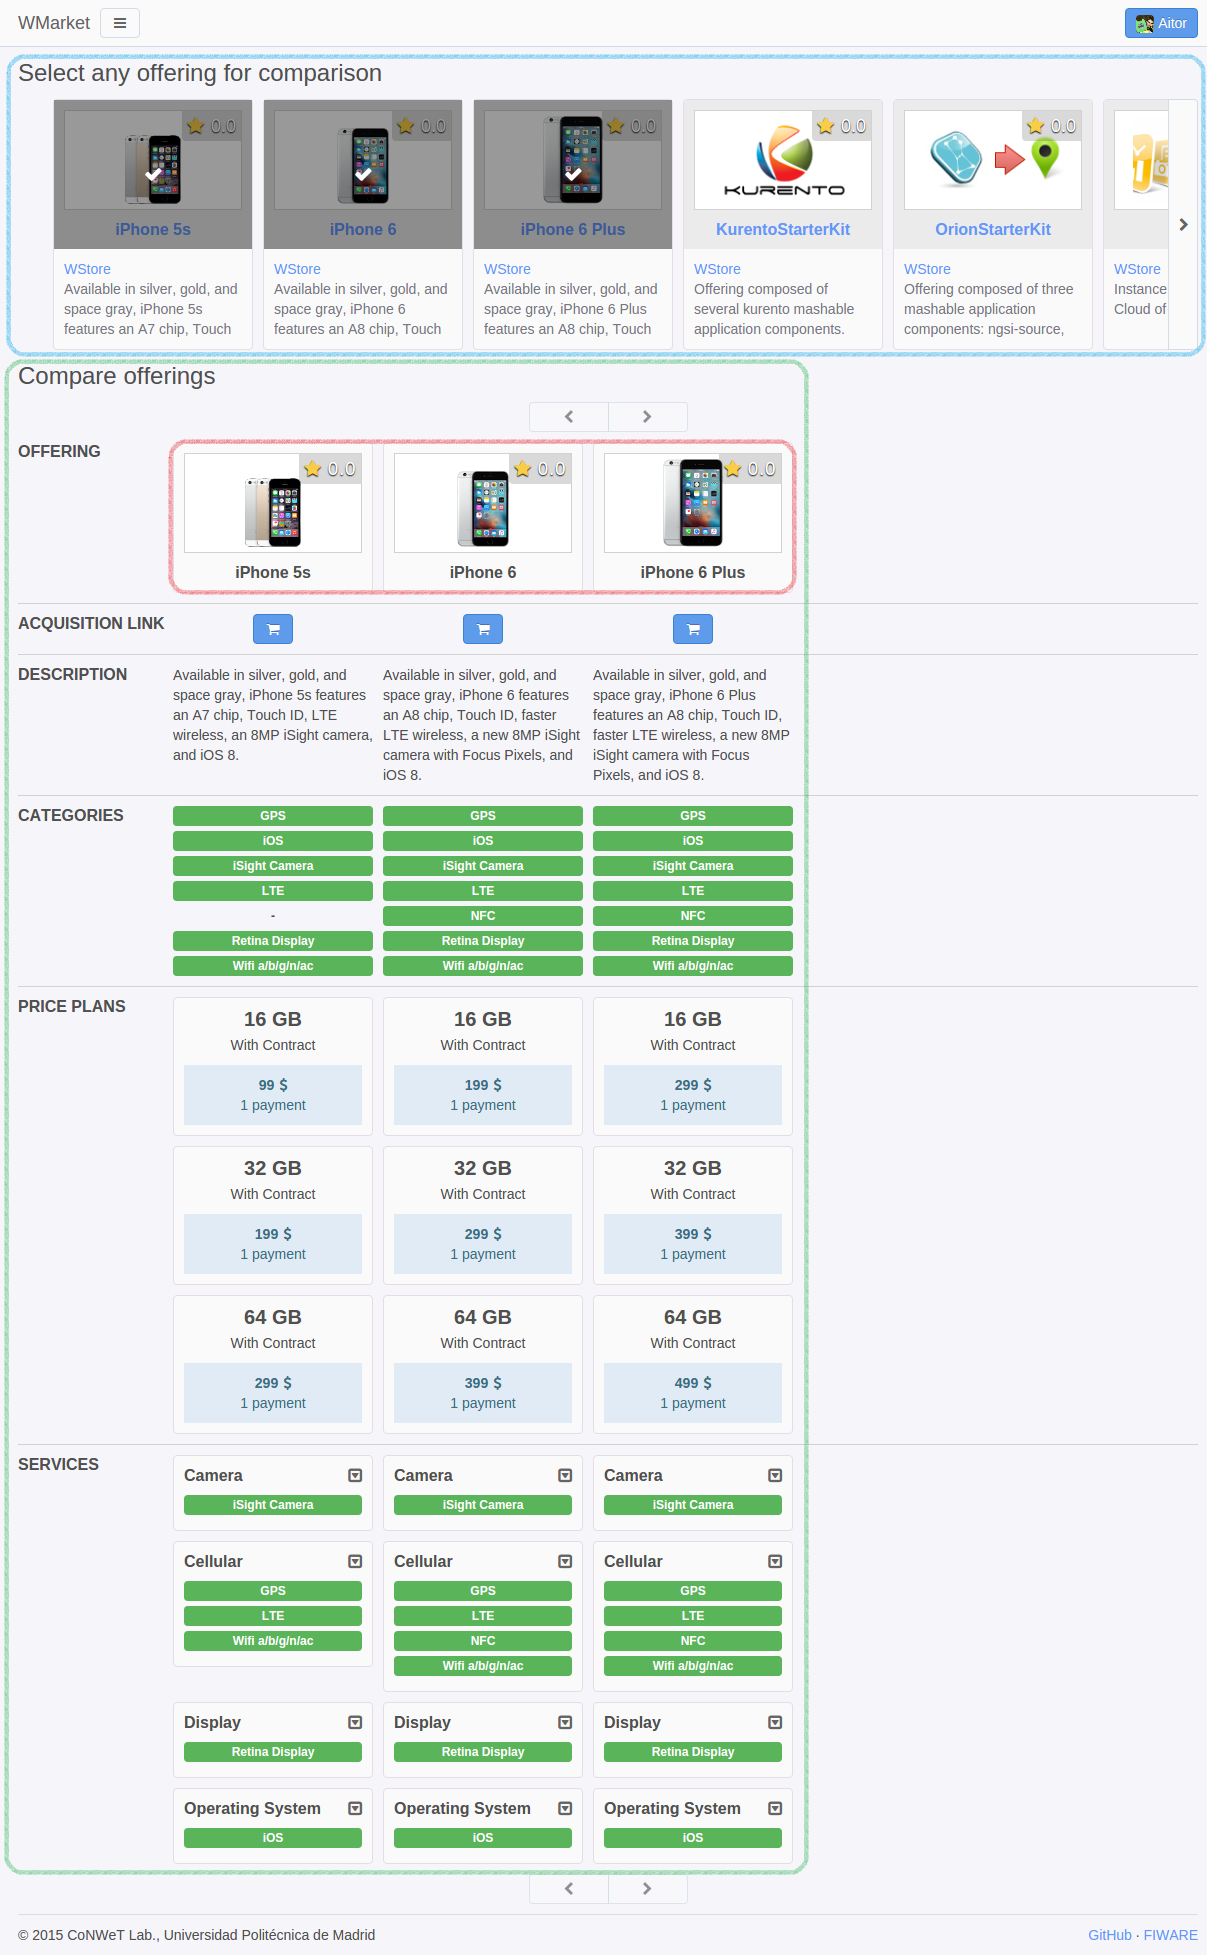 WMarket
Aitor
Select any offering for comparison
0.0
0.0
0.0
0.0
0.0
KURENTO
iPhone 5s
iPhone 6
iPhone 6 Plus
KurentoStarterKit
OrionStarterKit
WStore
Available in silver, gold, and
space gray, iPhone 5s
features an A7 chip, Touch
WStore
Available in silver, gold, and
space gray, iPhone 6
features an A8 chip, Touch
WStore
Available in silver, gold, and
space gray, iPhone 6 Plus
features an A8 chip, Touch
WStore
Offering composed of
several kurento mashable
application components.
WStore
Offering composed of three
mashable application
components: ngsi-source,
WStore
Instance
Cloud of
Compare offerings
OFFERING
0.0
0.0
0.0
iPhone 5s
iPhone 6
iPhone 6 Plus
ACQUISITION LINK
DESCRIPTION
Available in silver, gold, and
space gray, iPhone 5s features
an A7 chip, Touch ID, LTE
wireless, an 8MP iSight camera,
and iOS 8.
Available in silver, gold, and
space gray, iPhone 6 features
an A8 chip, Touch ID, faster
LTE wireless, a new 8MP iSight
camera with Focus Pixels, and
iOS 8.
Available in silver, gold, and
space gray, iPhone 6 Plus
features an A8 chip, Touch ID,
faster LTE wireless, a new 8MP
iSight camera with Focus
Pixels, and iOS 8.
CATEGORIES
GPS GPS GPS
iOS iOS iOS
iSight Camera iSight Camera iSight Camera
LTE LTE LTE
- NFC NFC
Retina Display Retina Display Retina Display
Wifi a/b/g/n/ac Wifi a/b/g/n/ac Wifi a/b/g/n/ac
PRICE PLANS
16 GB 16 GB 16 GB
With Contract With Contract With Contract
99 $ 199 $ 299 $
1 payment 1 payment 1 payment
32 GB 32 GB 32 GB
With Contract With Contract With Contract
199 $ 299 $ 399 $
1 payment 1 payment 1 payment
64 GB 64 GB 64 GB
With Contract With Contract With Contract
299 $ 399 $ 499 $
1 payment 1 payment 1 payment
SERVICES
Camera Camera Camera
iSight Camera iSight Camera iSight Camera
Cellular Cellular Cellular
GPS GPS GPS
LTE LTE LTE
Wifi a/b/g/n/ac NFC NFC
Wifi a/b/g/n/ac Wifi a/b/g/n/ac
Display Display Display
Retina Display Retina Display Retina Display
Operating System Operating System Operating System
iOS iOS iOS
© 2015 CoNWeT Lab., Universidad Politécnica de Madrid
GitHub · FIWARE